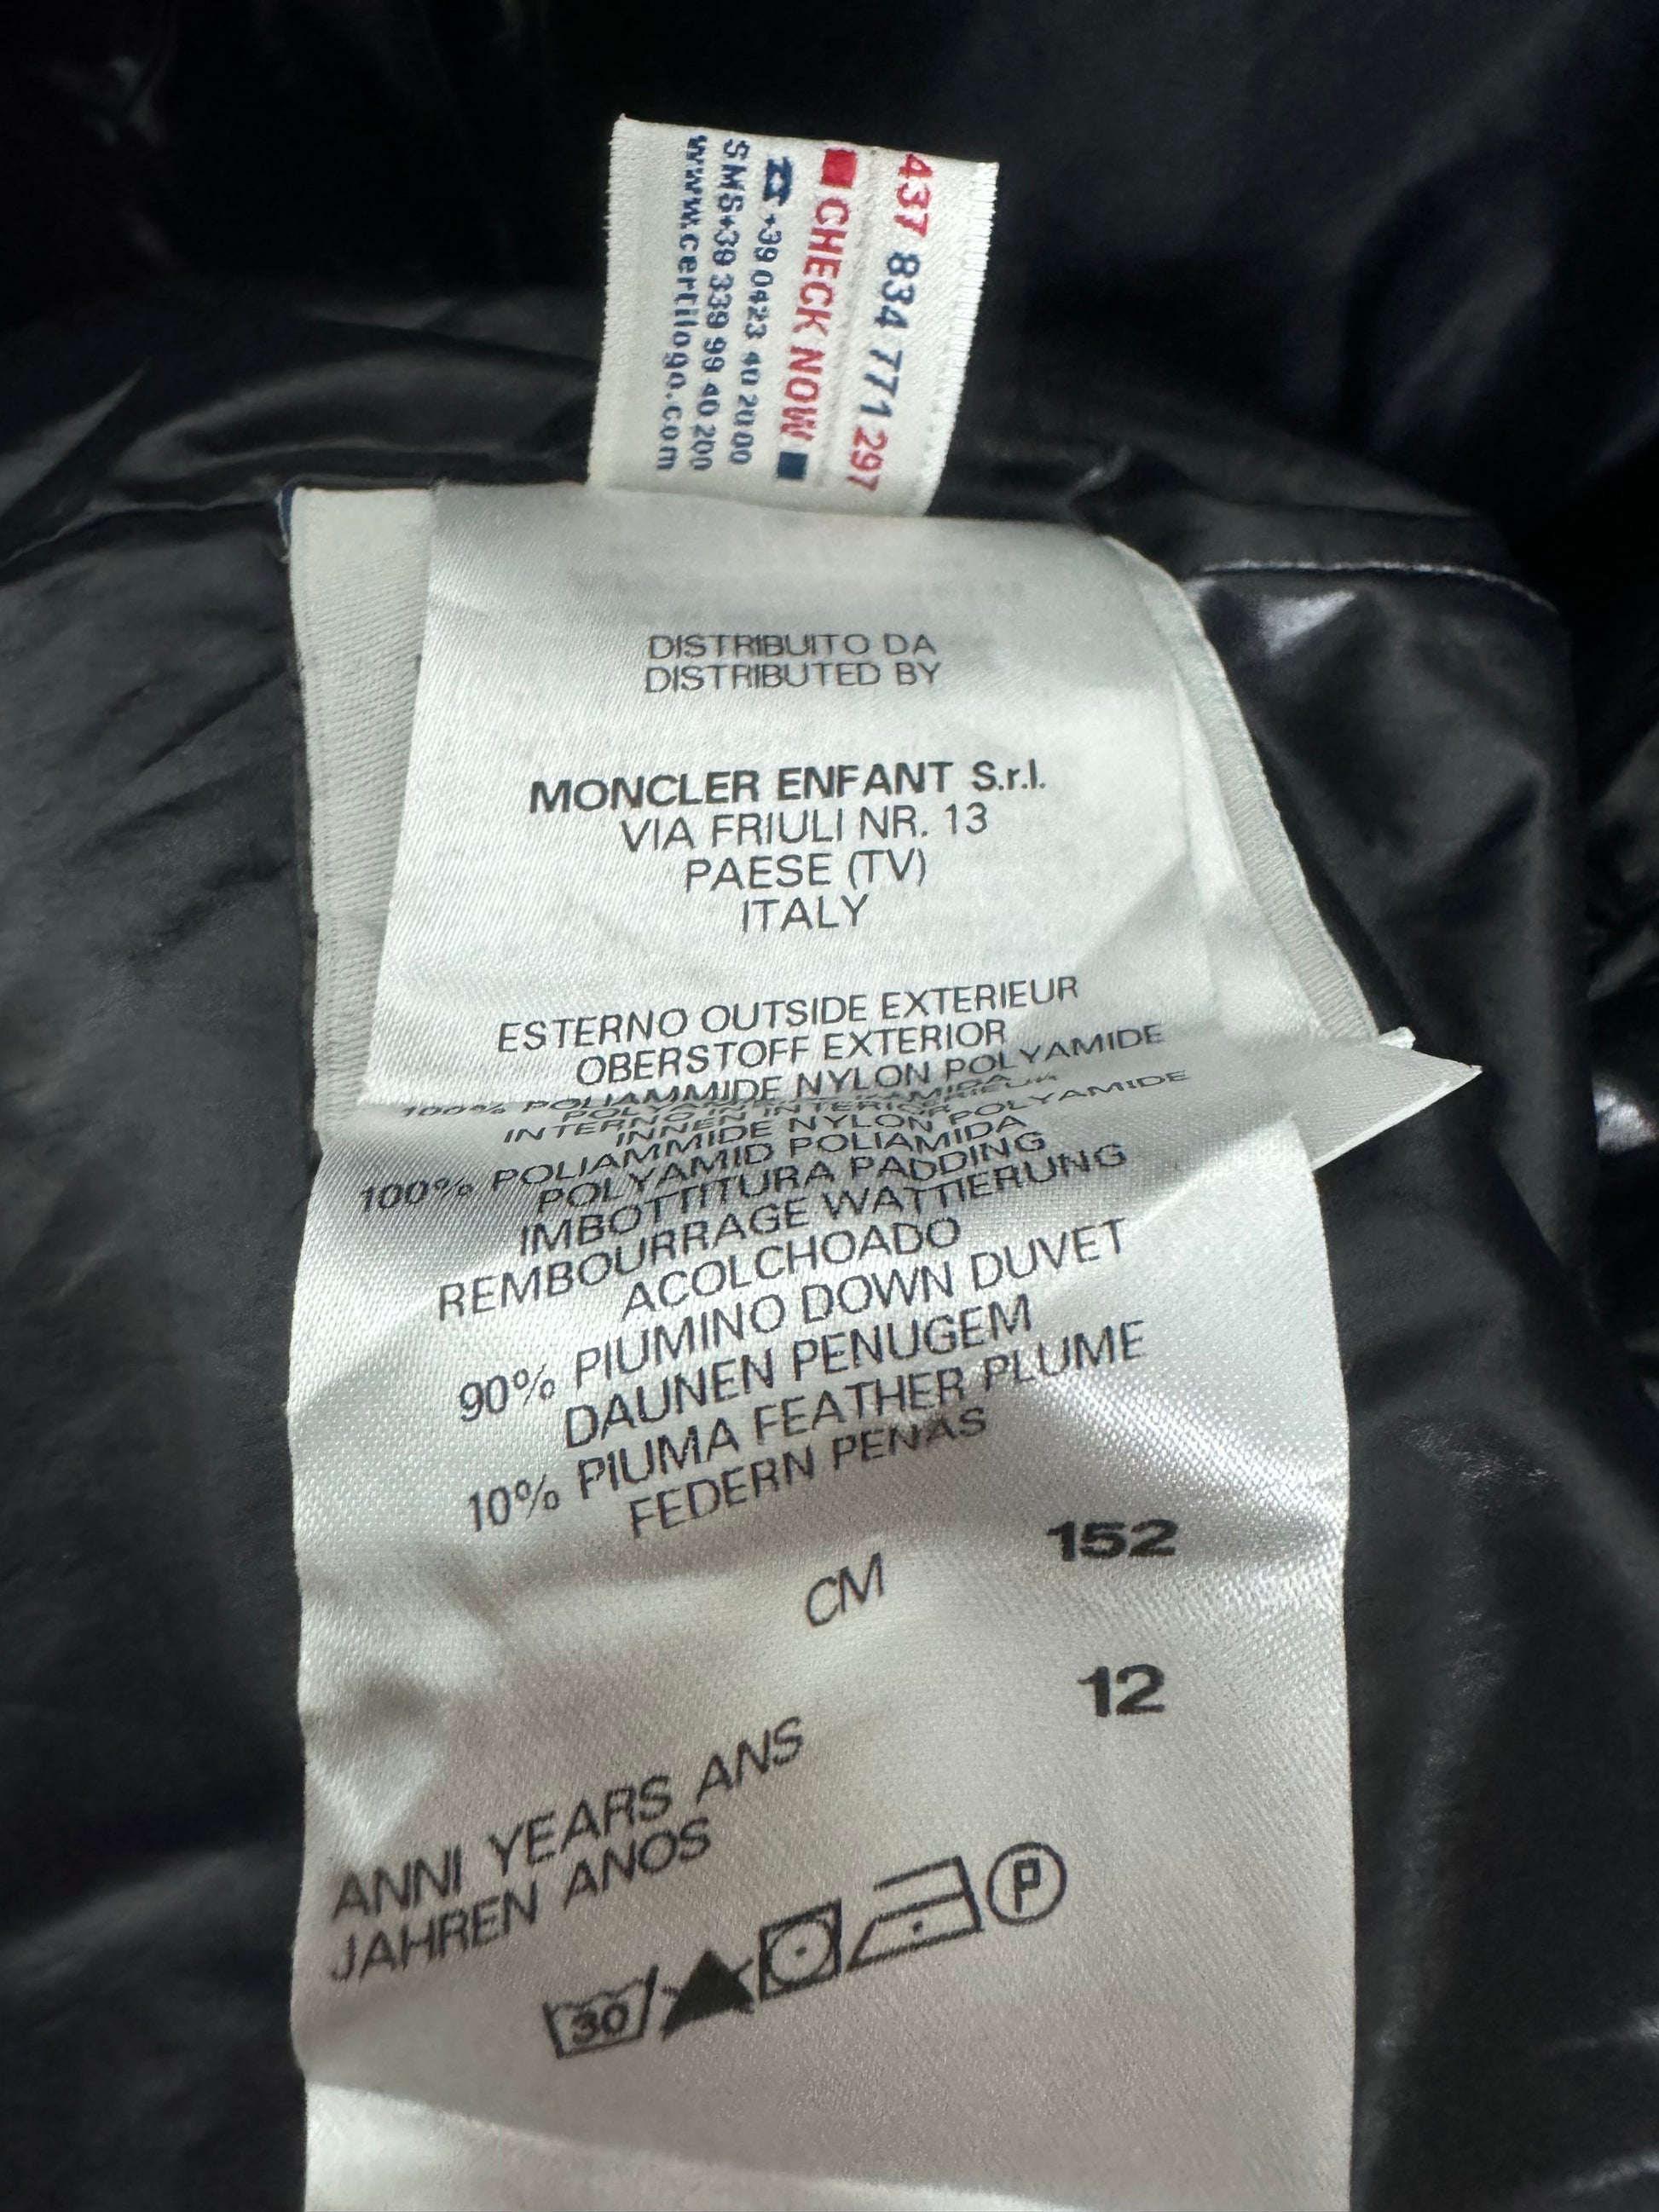 437 834 771 297
CHECK NOW
☎ +39 0423 40 20 00
SMS+39 339 99 40 200
www.certilogo.com
DISTRIBUITO DA
DISTRIBUTED BY
MONCLER ENFANT S.r.l.
VIA FRIULI NR. 13
PAESE (TV)
ITALY
ESTERNO OUTSIDE EXTERIEUR
OBERSTOFF EXTERIOR
100% POLIAMMIDE NYLON POLYAMIDE
INNEN INTERIOR
100% POLIAMMIDE NYLON POLYAMIDE
POLYAMID POLIAMIDA
IMBOTTITURA PADDING
REMBOURRAGE WATTIERUNG
ACOLCHOADO
90% PIUMINO DOWN DUVET
DAUNEN PENUGEM
10% PIUMA FEATHER PLUME
FEDERN PENAS
CM 152
12
ANNI YEARS ANS
JAHREN ANOS
30 P